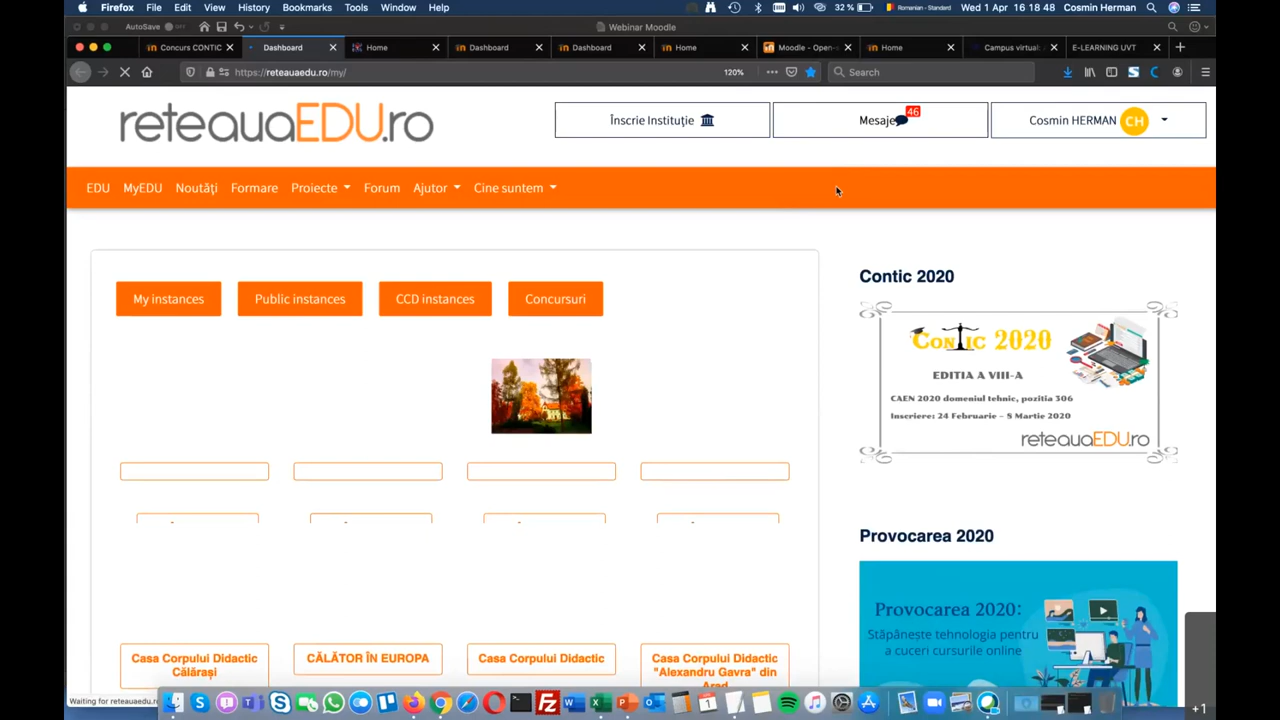 Firefox File Edit View History Bookmarks Tools Window Help 32 % Romanian - Standard Wed 1 Apr 16 18:48 Cosmin Herman
AutoSave Webinar Moodle
Concurs CONTIC Dashboard Home Dashboard Dashboard Home Moodle - Open-s Home Campus virtual: E-LEARNING UVT
https://reteauaedu.ro/my/ 120% Search
reteauaEDU.ro Înscrie Instituție Mesaje 46 Cosmin HERMAN CH
EDU MyEDU Noutăți Formare Proiecte Forum Ajutor Cine suntem
My instances Public instances CCD instances Concursuri
Contic 2020
ConTIC 2020
EDITIA A VIII-A
CAEN 2020 domeniul tehnic, pozitia 306
Inscriere: 24 Februarie – 8 Martie 2020
reteauaEDU.ro
Provocarea 2020
Provocarea 2020:
Stăpânește tehnologia pentru
a cuceri cursurile online
Casa Corpului Didactic
Călărași
CĂLĂTOR ÎN EUROPA
Casa Corpului Didactic
Casa Corpului Didactic
"Alexandru Gavra" din
Arad
Waiting for reteauaedu.ro
+1